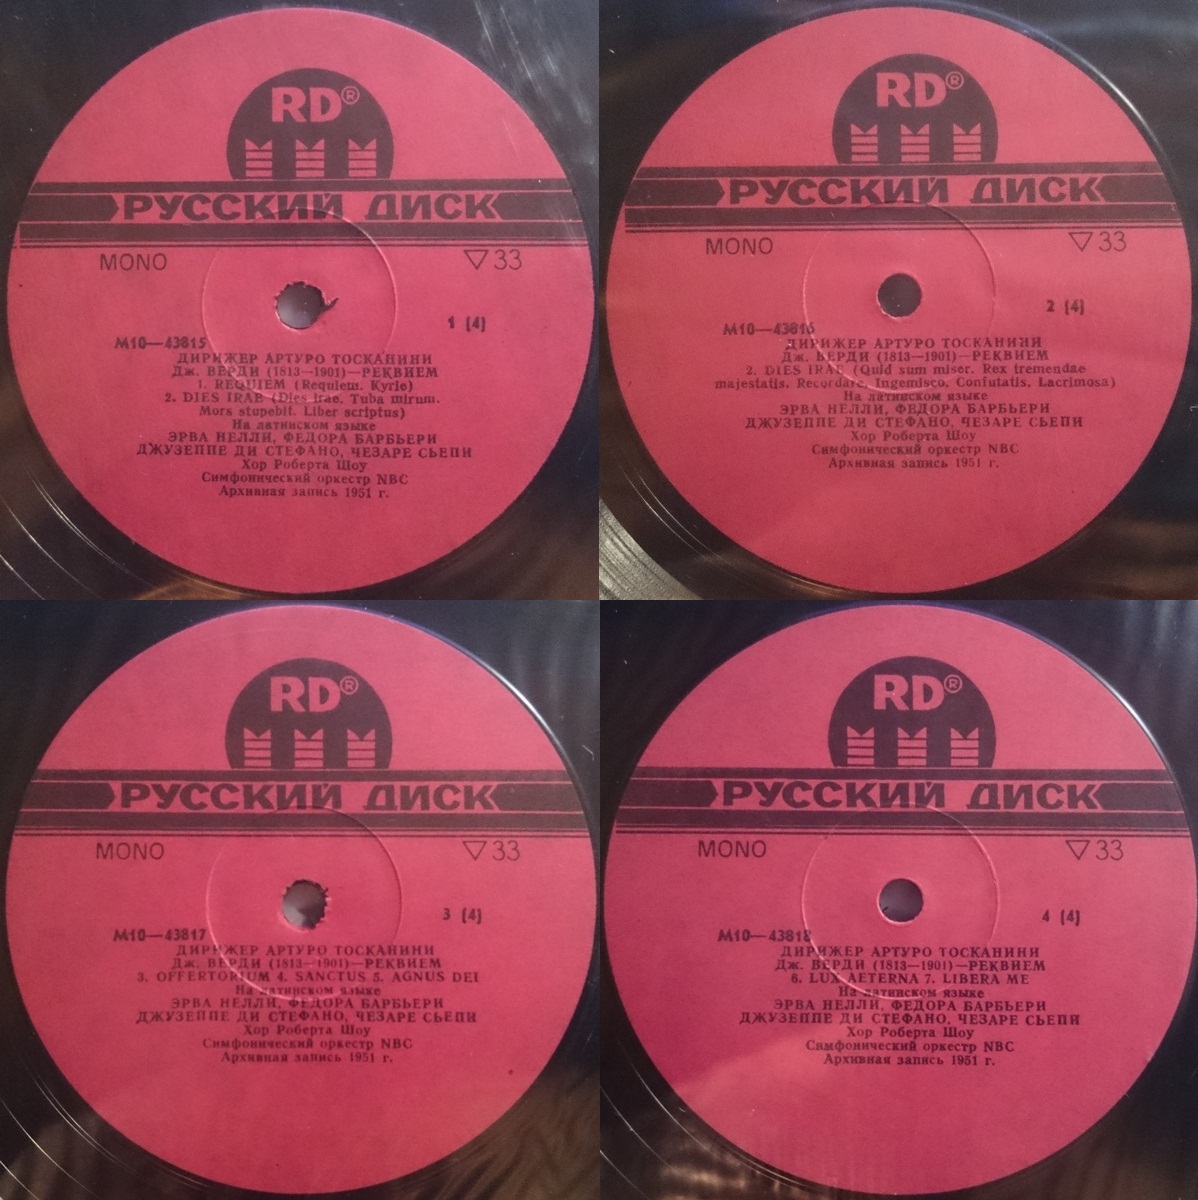 RD®
РУССКИЙ ДИСК
MONO
▽33
1 (4)
М10—43815
ДИРИЖЕР АРТУРО ТОСКАНИНИ
Дж. ВЕРДИ (1813—1901)—РЕКВИЕМ
1. REQUIEM (Requiem. Kyrie)
2. DIES IRAE (Dies irae. Tuba mirum.
Mors stupebit. Liber scriptus)
На латинском языке
ЭРВА НЕЛЛИ, ФЕДОРА БАРБЬЕРИ
ДЖУЗЕППЕ ДИ СТЕФАНО, ЧЕЗАРЕ СЬЕПИ
Хор Роберта Шоу
Симфонический оркестр NBC
Архивная запись 1951 г.
RD®
РУССКИЙ ДИСК
MONO
▽33
2 (4)
М10—43816
ДИРИЖЕР АРТУРО ТОСКАНИНИ
Дж. ВЕРДИ (1813—1901)—РЕКВИЕМ
2. DIES IRAE (Quid sum miser. Rex tremendae
majestatis. Recordare. Ingemisco. Confutatis. Lacrimosa)
На латинском языке
ЭРВА НЕЛЛИ, ФЕДОРА БАРБЬЕРИ
ДЖУЗЕППЕ ДИ СТЕФАНО, ЧЕЗАРЕ СЬЕПИ
Хор Роберта Шоу
Симфонический оркестр NBC
Архивная запись 1951 г.
RD®
РУССКИЙ ДИСК
MONO
▽33
3 (4)
М10—43817
ДИРИЖЕР АРТУРО ТОСКАНИНИ
Дж. ВЕРДИ (1813—1901)—РЕКВИЕМ
3. OFFERTORIUM 4. SANCTUS 5. AGNUS DEI
На латинском языке
ЭРВА НЕЛЛИ, ФЕДОРА БАРБЬЕРИ
ДЖУЗЕППЕ ДИ СТЕФАНО, ЧЕЗАРЕ СЬЕПИ
Хор Роберта Шоу
Симфонический оркестр NBC
Архивная запись 1951 г.
RD®
РУССКИЙ ДИСК
MONO
▽33
4 (4)
М10—43818
ДИРИЖЕР АРТУРО ТОСКАНИНИ
Дж. ВЕРДИ (1813—1901)—РЕКВИЕМ
6. LUX AETERNA 7. LIBERA ME
На латинском языке
ЭРВА НЕЛЛИ, ФЕДОРА БАРБЬЕРИ
ДЖУЗЕППЕ ДИ СТЕФАНО, ЧЕЗАРЕ СЬЕПИ
Хор Роберта Шоу
Симфонический оркестр NBC
Архивная запись 1951 г.